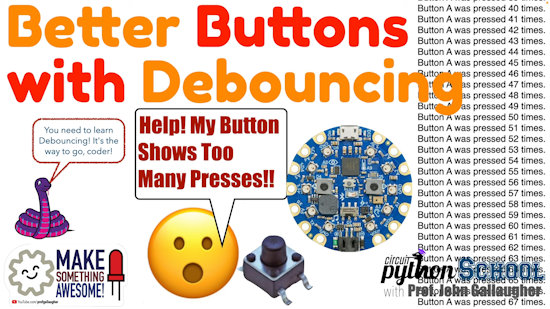 Better Buttons
with Debouncing
You need to learn
Debouncing! It's the
way to go, coder!
Help! My Button
Shows Too
Many Presses!!
MAKE
SOMETHING
AWESOME!
YouTube.com/profgallaugher
circuit
python SCHOOL
with Prof. John Gallaugher
Button A was pressed 40 times.
Button A was pressed 41 times.
Button A was pressed 42 times.
Button A was pressed 43 times.
Button A was pressed 44 times.
Button A was pressed 45 times.
Button A was pressed 46 times.
Button A was pressed 47 times.
Button A was pressed 48 times.
Button A was pressed 49 times.
Button A was pressed 50 times.
Button A was pressed 51 times.
Button A was pressed 52 times.
Button A was pressed 53 times.
Button A was pressed 54 times.
Button A was pressed 55 times.
Button A was pressed 56 times.
Button A was pressed 57 times.
Button A was pressed 58 times.
Button A was pressed 59 times.
Button A was pressed 60 times.
Button A was pressed 61 times.
Button A was pressed 62 times.
Button A was pressed 63 times.
Button A was pressed 65 times.
Button A was pressed 67 times.